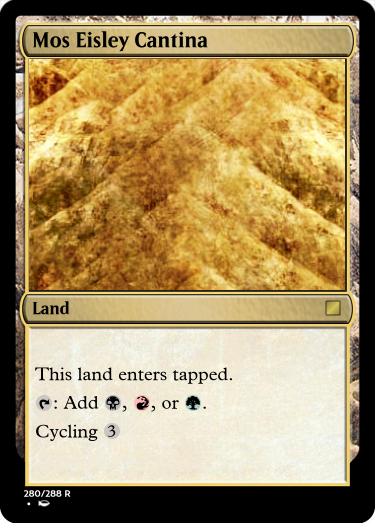 Mos Eisley Cantina
Land
This land enters tapped.
: Add , , or .
Cycling 3
280/288 R